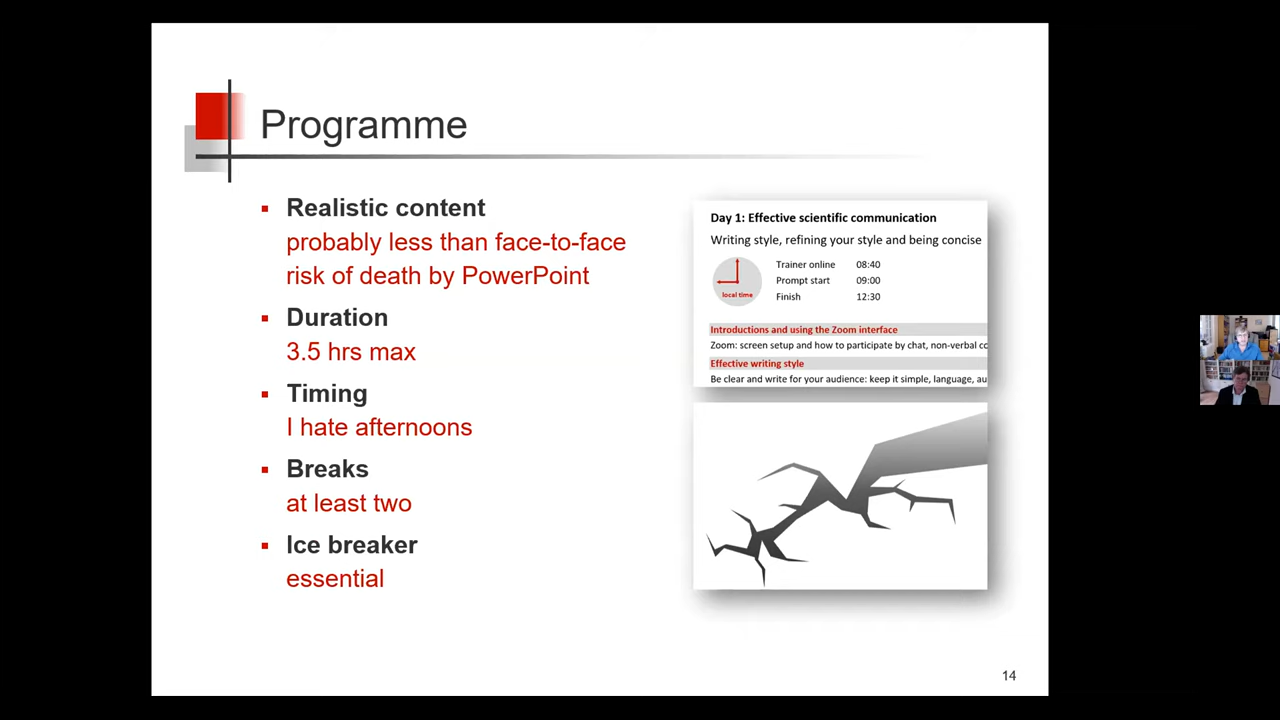 Programme
Realistic content
probably less than face-to-face
risk of death by PowerPoint
Duration
3.5 hrs max
Timing
I hate afternoons
Breaks
at least two
Ice breaker
essential
Day 1: Effective scientific communication
Writing style, refining your style and being concise
local time
Trainer online 08:40
Prompt start 09:00
Finish 12:30
Introductions and using the Zoom interface
Zoom: screen setup and how to participate by chat, non-verbal co
Effective writing style
Be clear and write for your audience: keep it simple, language, au
14